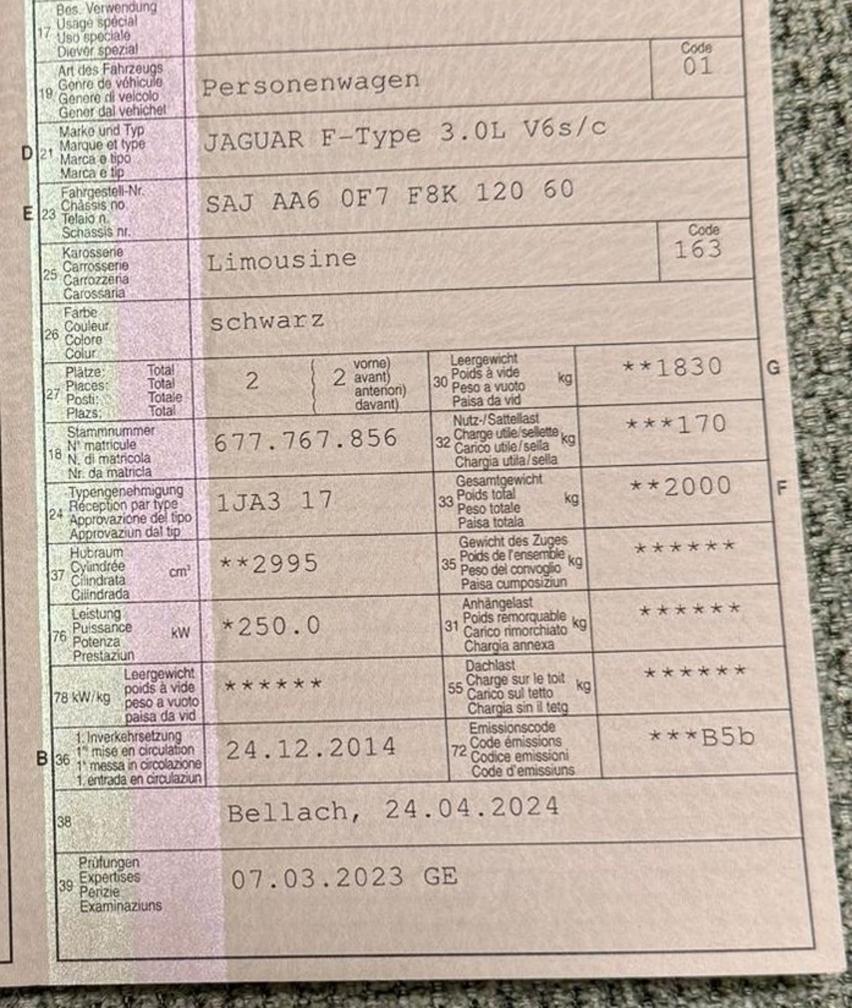 Bes. Verwendung
17 Usage spécial
Uso speciale
Diever spezial
Art des Fahrzeugs
19 Genre de véhicule
Genere di veicolo
Gener dal vehichel
Personenwagen
Code
01
Marke und Typ
D 21 Marque et type
Marca e tipo
Marca e tip
JAGUAR F-Type 3.0L V6s/c
Fahrgestell-Nr.
E 23 Châssis no.
Telaio n.
Schassis nr.
SAJ AA6 0F7 F8K 120 60
Karosserie
25 Carrosserie
Carrozzeria
Carossaria
Limousine
Code
163
Farbe
26 Couleur
Colore
Colur
schwarz
27 Plätze: Total
Places: Total
Posti: Totale
Plazs: Total
2
2 vorne)
avant)
anteriori)
davant)
Leergewicht
30 Poids à vide kg
Peso a vuoto
Paisa da vid
**1830 G
Stammnummer
18 N° matricule
N. di matricola
Nr. da matricla
677.767.856
Nutz-/Sattellast
32 Charge utile/sellette kg
Carico utile/sella
Chargia utila/sella
***170
Typengenehmigung
24 Réception par type
Approvazione del tipo
Approvaziun dal tip
1JA3 17
Gesamtgewicht
33 Poids total kg
Peso totale
Paisa totala
**2000 F
Hubraum
37 Cylindrée cm³
Cilindrata
Cilindrada
**2995
Gewicht des Zuges
35 Poids de l'ensemble kg
Peso del convoglio
Paisa cumposiziun
******
Leistung
76 Puissance kW
Potenza
Prestaziun
*250.0
Anhängelast
31 Poids remorquable kg
Carico rimorchiato
Chargia annexa
******
Leergewicht
78 kW/kg poids à vide
peso a vuoto
paisa da vid
******
Dachlast
55 Charge sur le toit kg
Carico sul tetto
Chargia sin il tetg
******
1. Inverkehrsetzung
B 36 1re mise en circulation
1a messa in circolazione
1. entrada en circulaziun
24.12.2014
Emissionscode
72 Code émissions
Codice emissioni
Code d'emissiuns
***B5b
38
Bellach, 24.04.2024
Prüfungen
39 Expertises
Perizie
Examinaziuns
07.03.2023 GE